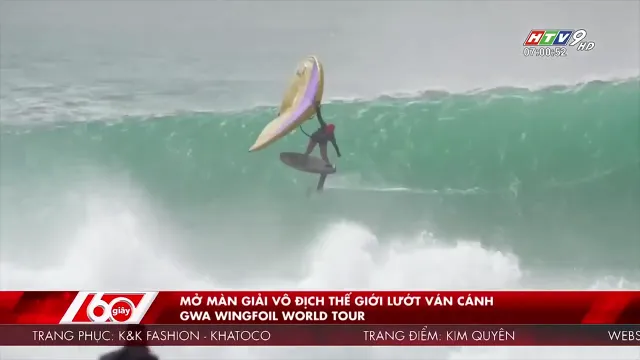 HTV9 HD
07:00:52
60 giây
MỞ MÀN GIẢI VÔ ĐỊCH THẾ GIỚI LƯỚT VÁN CÁNH
GWA WINGFOIL WORLD TOUR
TRANG PHỤC: K&K FASHION - KHATOCO TRANG ĐIỂM: KIM QUYÊN WEBS